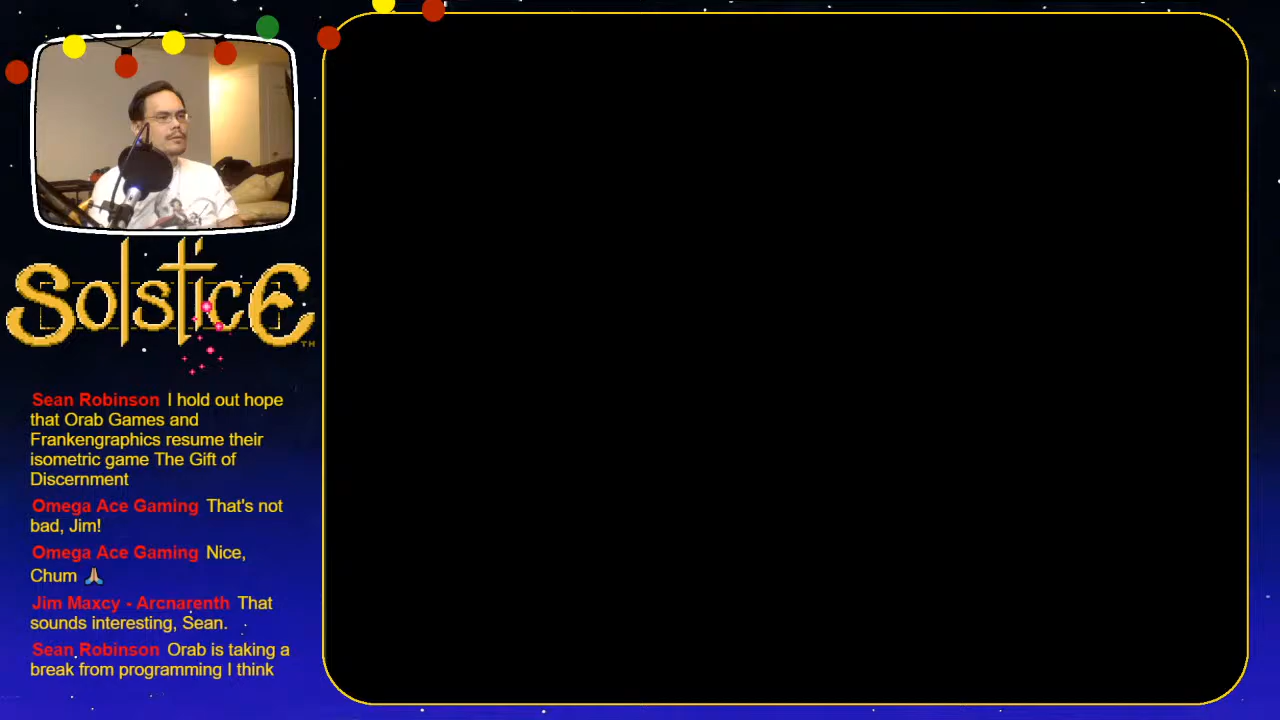 Solstice
TM
Sean Robinson I hold out hope
that Orab Games and
Frankengraphics resume their
isometric game The Gift of
Discernment
Omega Ace Gaming That's not
bad, Jim!
Omega Ace Gaming Nice,
Chum 🙏🏽
Jim Maxcy - Arcnarenth That
sounds interesting, Sean.
Sean Robinson Orab is taking a
break from programming I think